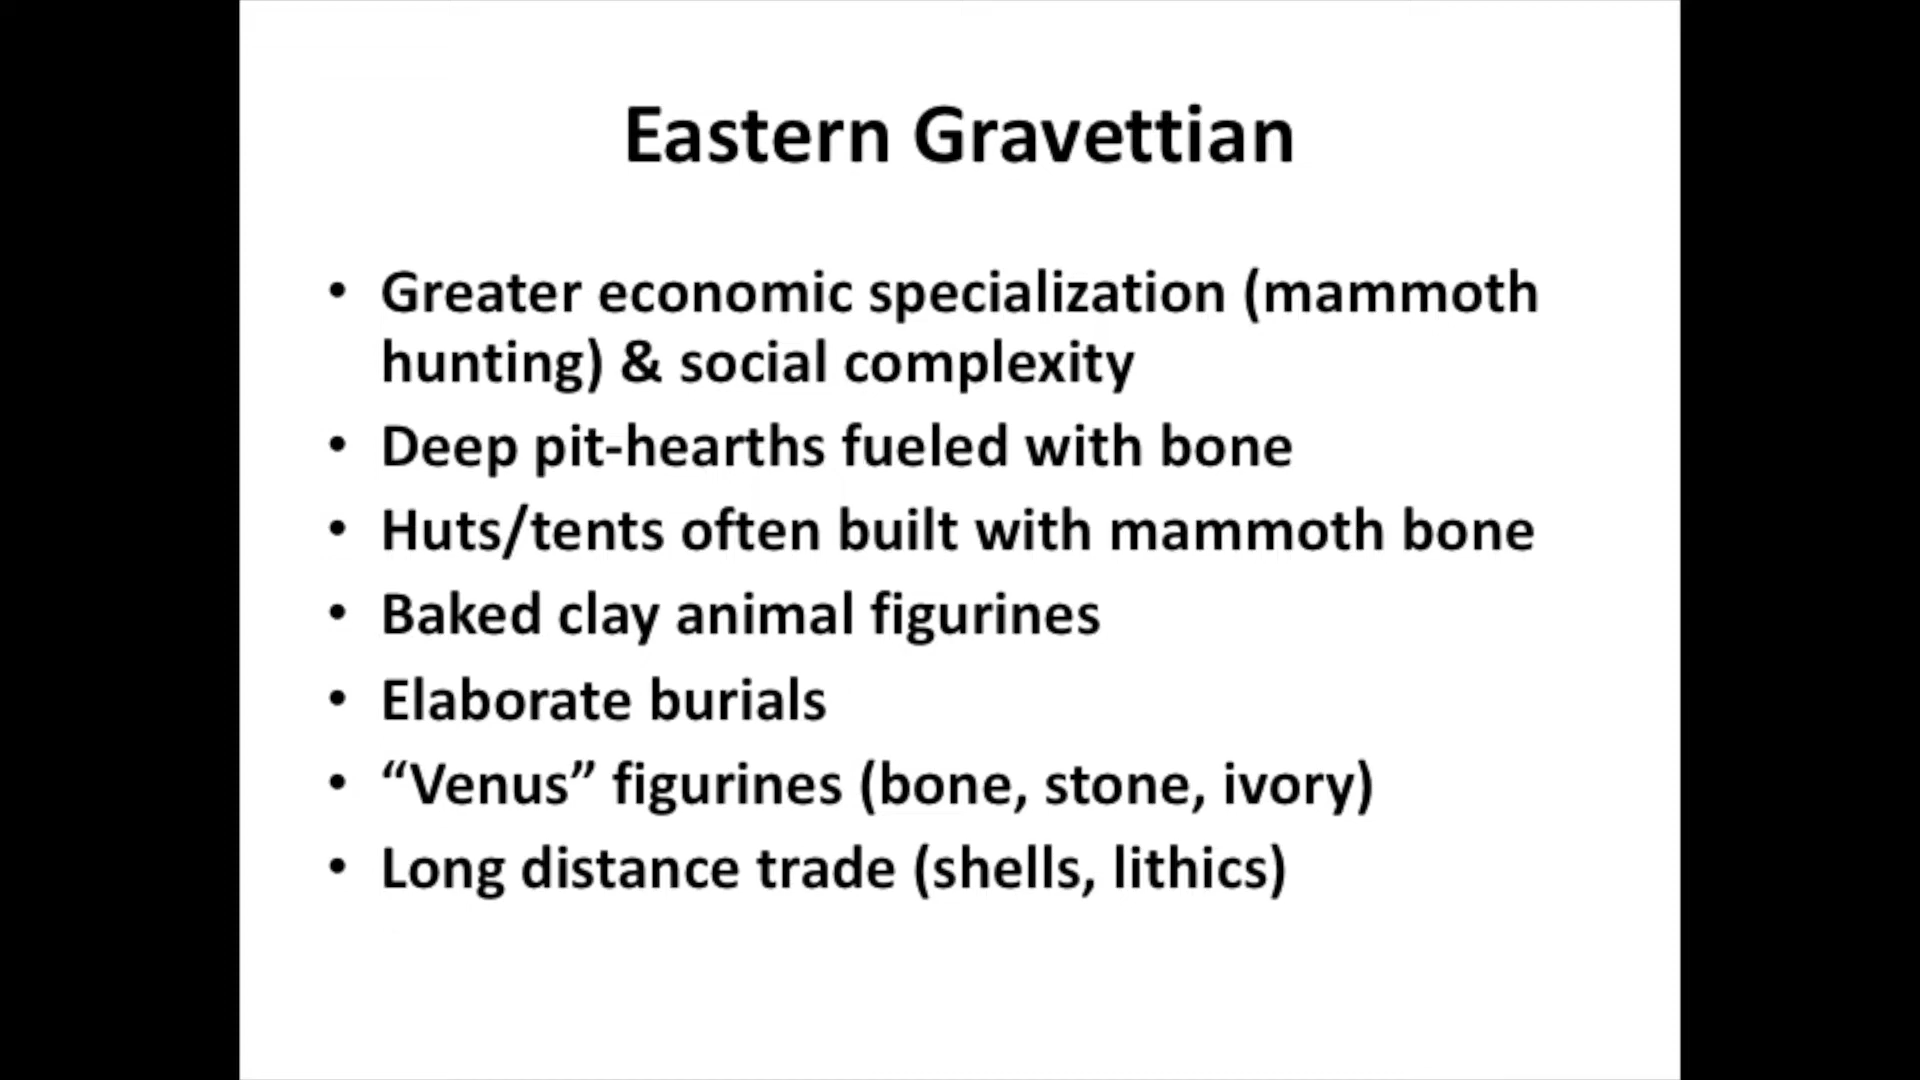 Eastern Gravettian
• Greater economic specialization (mammoth
hunting) & social complexity
• Deep pit-hearths fueled with bone
• Huts/tents often built with mammoth bone
• Baked clay animal figurines
• Elaborate burials
• “Venus” figurines (bone, stone, ivory)
• Long distance trade (shells, lithics)